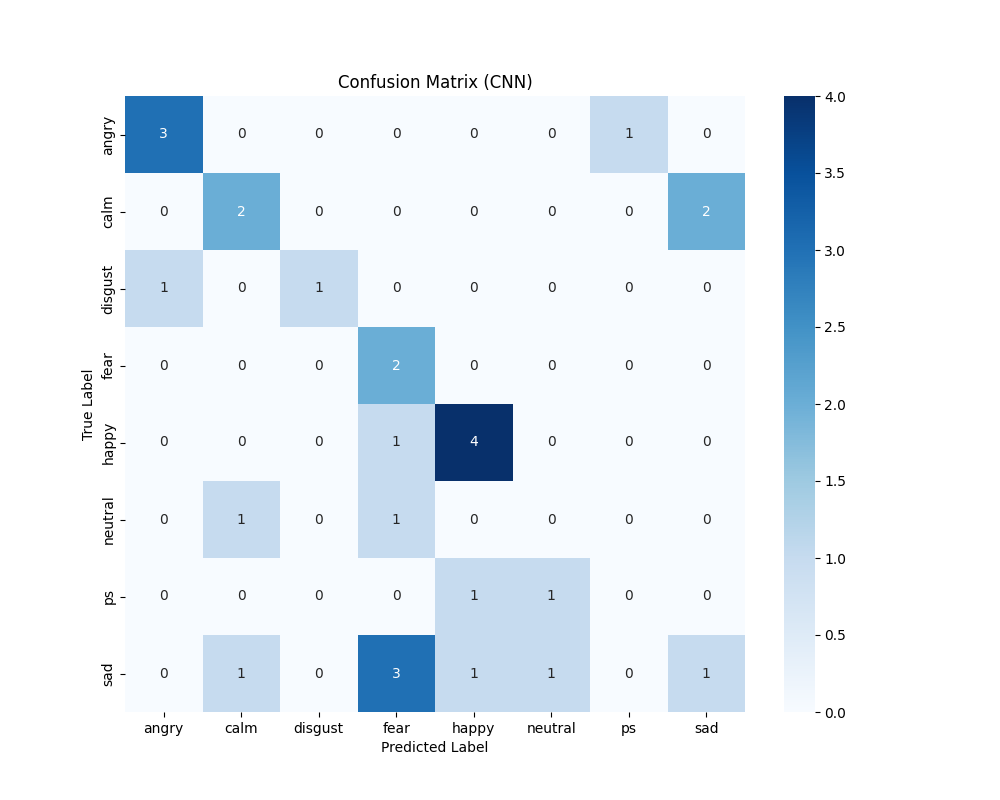 Confusion Matrix (CNN)
True Label
angry 3 0 0 0 0 0 1 0
calm 0 2 0 0 0 0 0 2
disgust 1 0 1 0 0 0 0 0
fear 0 0 0 2 0 0 0 0
happy 0 0 0 1 4 0 0 0
neutral 0 1 0 1 0 0 0 0
ps 0 0 0 0 1 1 0 0
sad 0 1 0 3 1 1 0 1
angry calm disgust fear happy neutral ps sad
Predicted Label
4.0
3.5
3.0
2.5
2.0
1.5
1.0
0.5
0.0